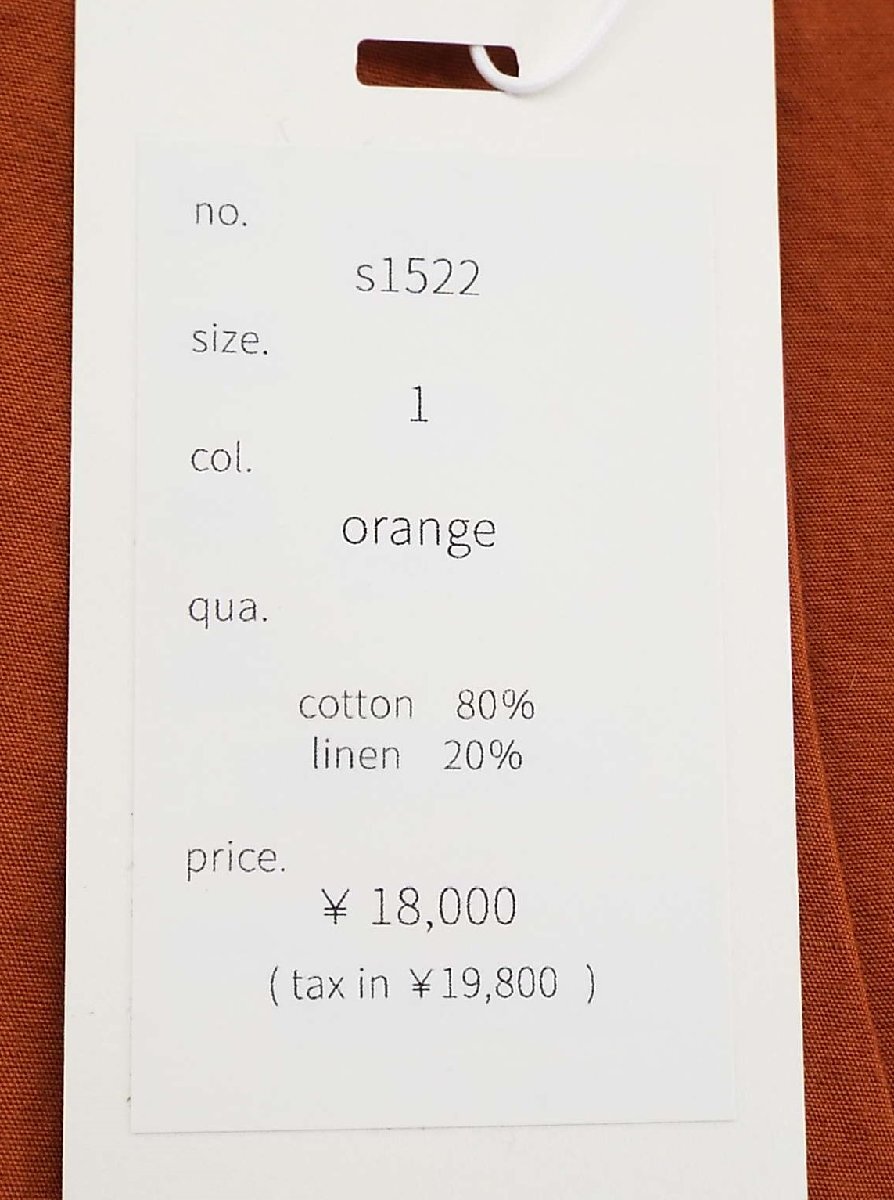 no.
s1522
size.
1
col.
orange
qua.
cotton 80%
linen 20%
price.
¥ 18,000
( tax in ¥19,800 )